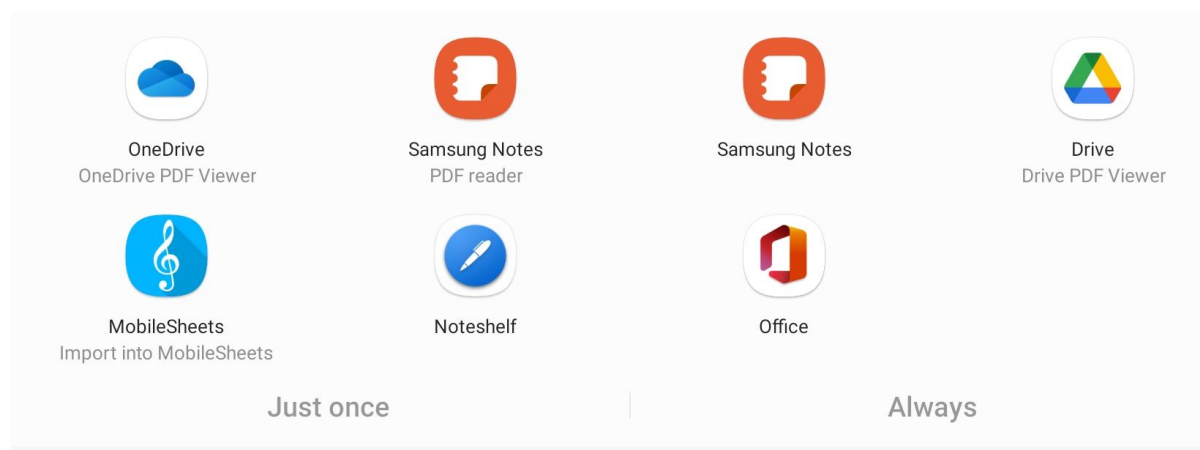 OneDrive
OneDrive PDF Viewer
Samsung Notes
PDF reader
Samsung Notes
Drive
Drive PDF Viewer
MobileSheets
Import into MobileSheets
Noteshelf
Office
Just once
Always